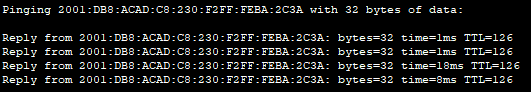 Pinging 2001:DB8:ACAD:C8:230:F2FF:FEBA:2C3A with 32 bytes of data:
Reply from 2001:DB8:ACAD:C8:230:F2FF:FEBA:2C3A: bytes=32 time=1ms TTL=126
Reply from 2001:DB8:ACAD:C8:230:F2FF:FEBA:2C3A: bytes=32 time=1ms TTL=126
Reply from 2001:DB8:ACAD:C8:230:F2FF:FEBA:2C3A: bytes=32 time=18ms TTL=126
Reply from 2001:DB8:ACAD:C8:230:F2FF:FEBA:2C3A: bytes=32 time=8ms TTL=126